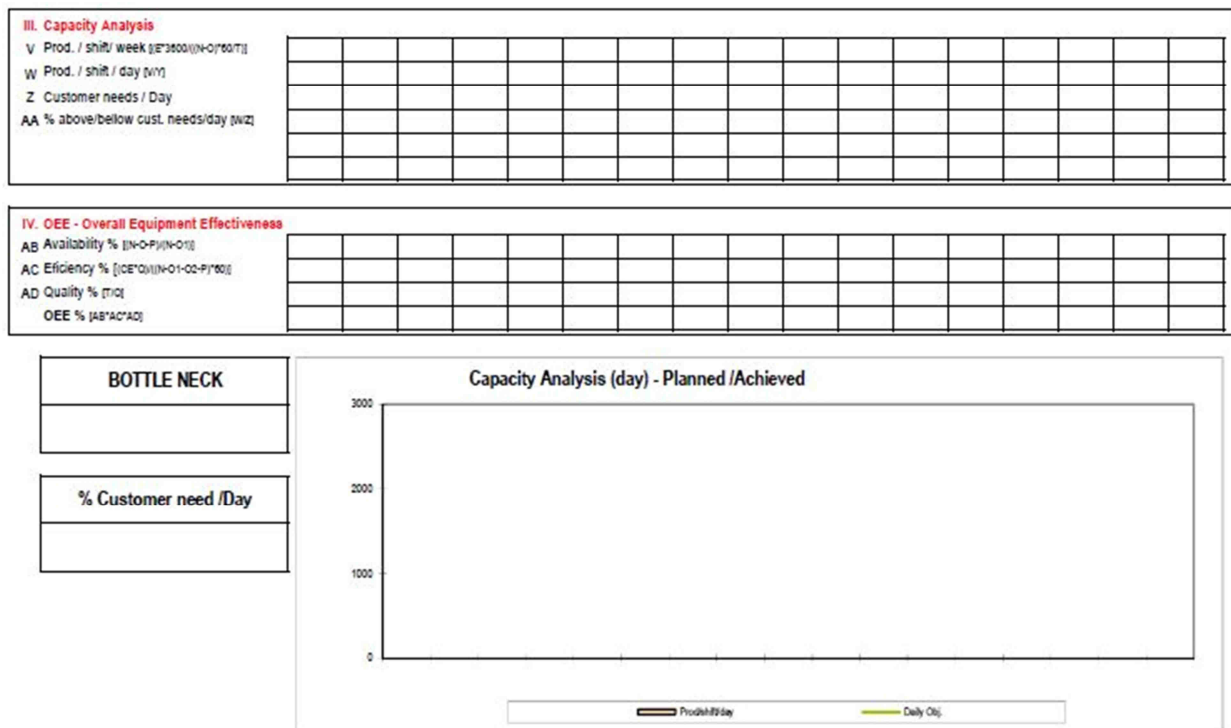 III. Capacity Analysis
V Prod. / shift/ week [(E*3600/((N-O)*60/T)]
W Prod. / shift / day [V/Y]
Z Customer needs / Day
AA % above/bellow cust. needs/day [W/Z]
IV. OEE - Overall Equipment Effectiveness
AB Availability % [(N-O-P)/(N-O1)]
AC Eficiency % [(CE*Q)/((N-O1-O2-P)*60)]
AD Quality % [T/Q]
OEE % [AB*AC*AD]
BOTTLE NECK
% Customer need /Day
Capacity Analysis (day) - Planned /Achieved
3000
2000
1000
0
Prod/shift/day
Daily Obj.